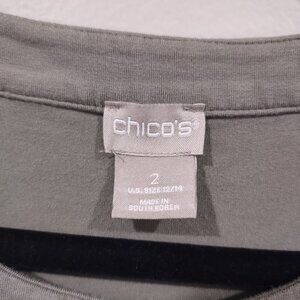 chico's®
2
U.S. SIZE 12/14
MADE IN
SOUTH KOREA